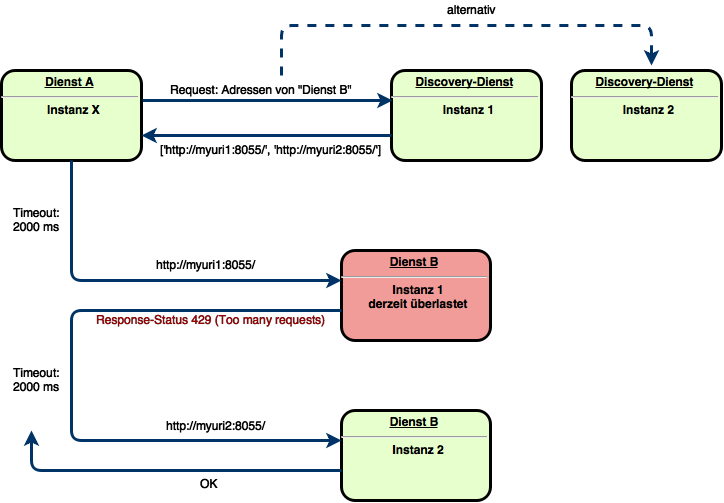 alternativ
Dienst A
Instanz X
Request: Adressen von "Dienst B"
Discovery-Dienst
Instanz 1
Discovery-Dienst
Instanz 2
['http://myuri1:8055/', 'http://myuri2:8055/']
Timeout:
2000 ms
http://myuri1:8055/
Dienst B
Instanz 1
derzeit überlastet
Response-Status 429 (Too many requests)
Timeout:
2000 ms
http://myuri2:8055/
Dienst B
Instanz 2
OK